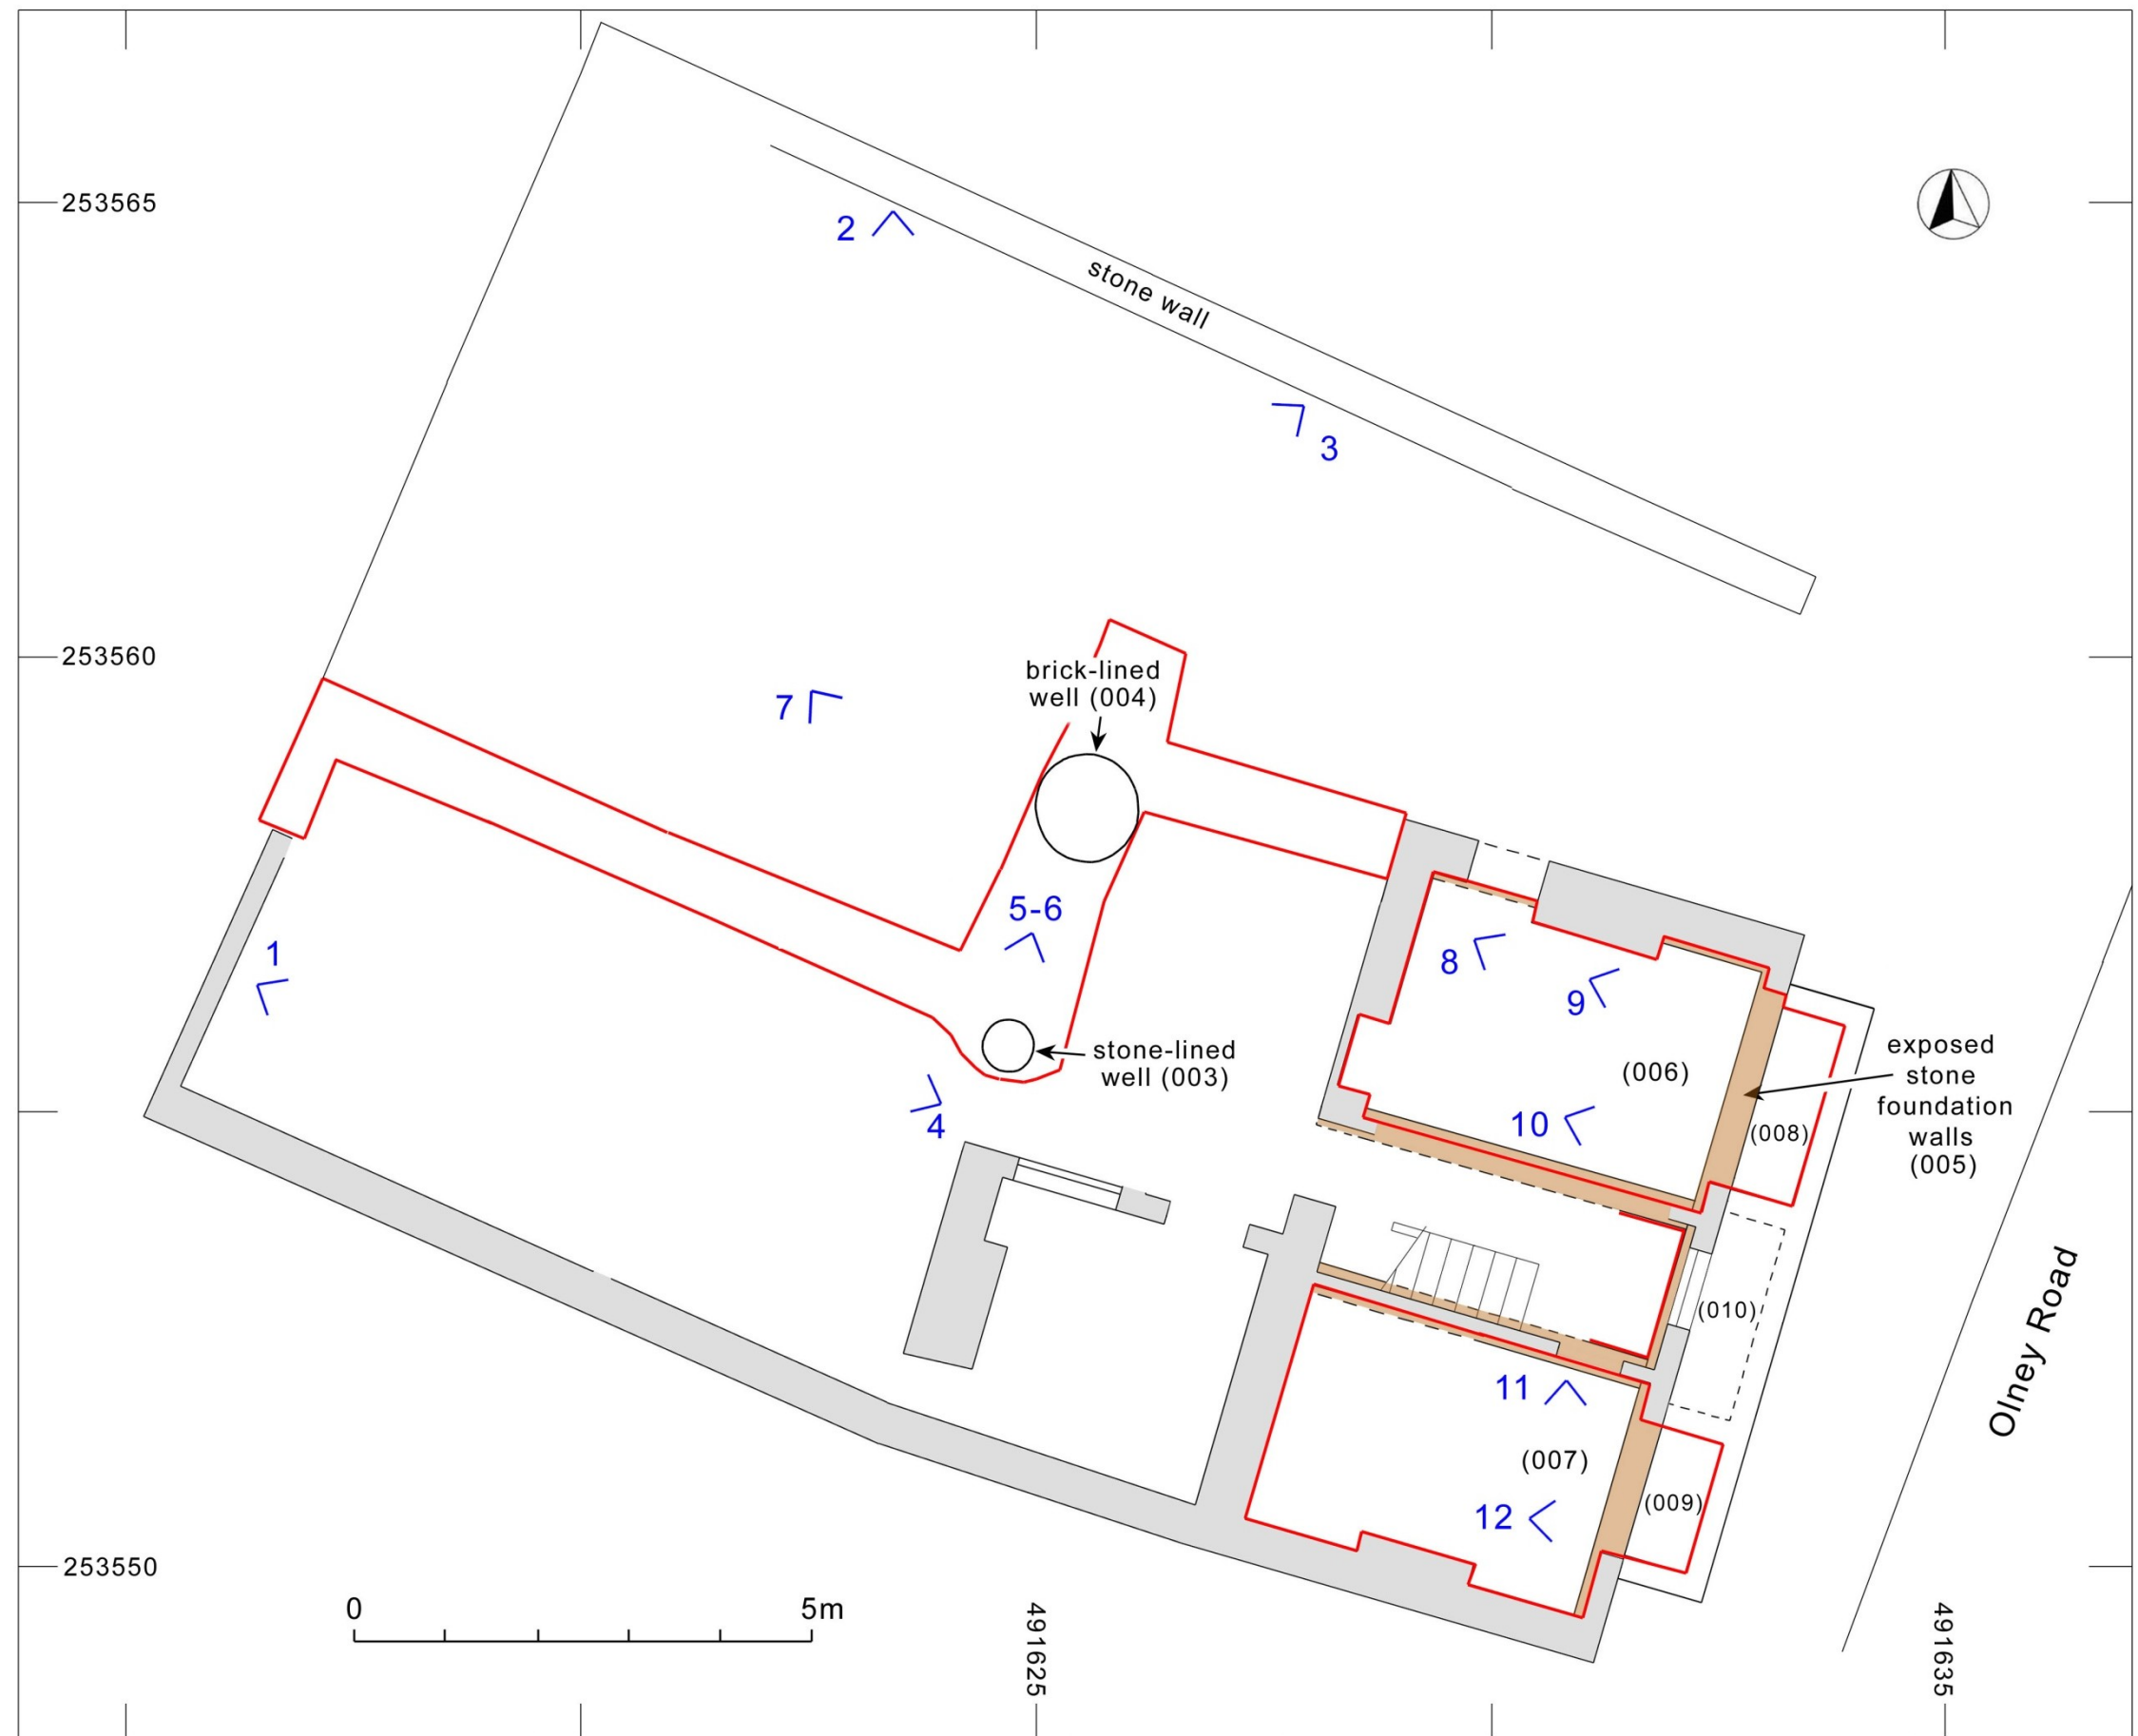 253565
2
stone wall
3
253560
brick-lined
well (004)
7
5-6
1
8
9
stone-lined
well (003)
(006)
exposed
stone
foundation
walls
(005)
10
(008)
4
(010)
Olney Road
11
(007)
12
(009)
253550
0 5m
491625
491635